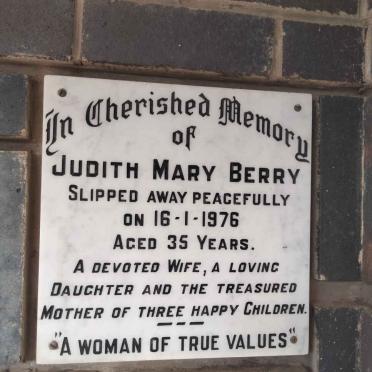 In Cherished Memory
of
JUDITH MARY BERRY
SLIPPED AWAY PEACEFULLY
ON 16-1-1976
AGED 35 YEARS.
A DEVOTED WIFE, A LOVING
DAUGHTER AND THE TREASURED
MOTHER OF THREE HAPPY CHILDREN.
"A WOMAN OF TRUE VALUES"